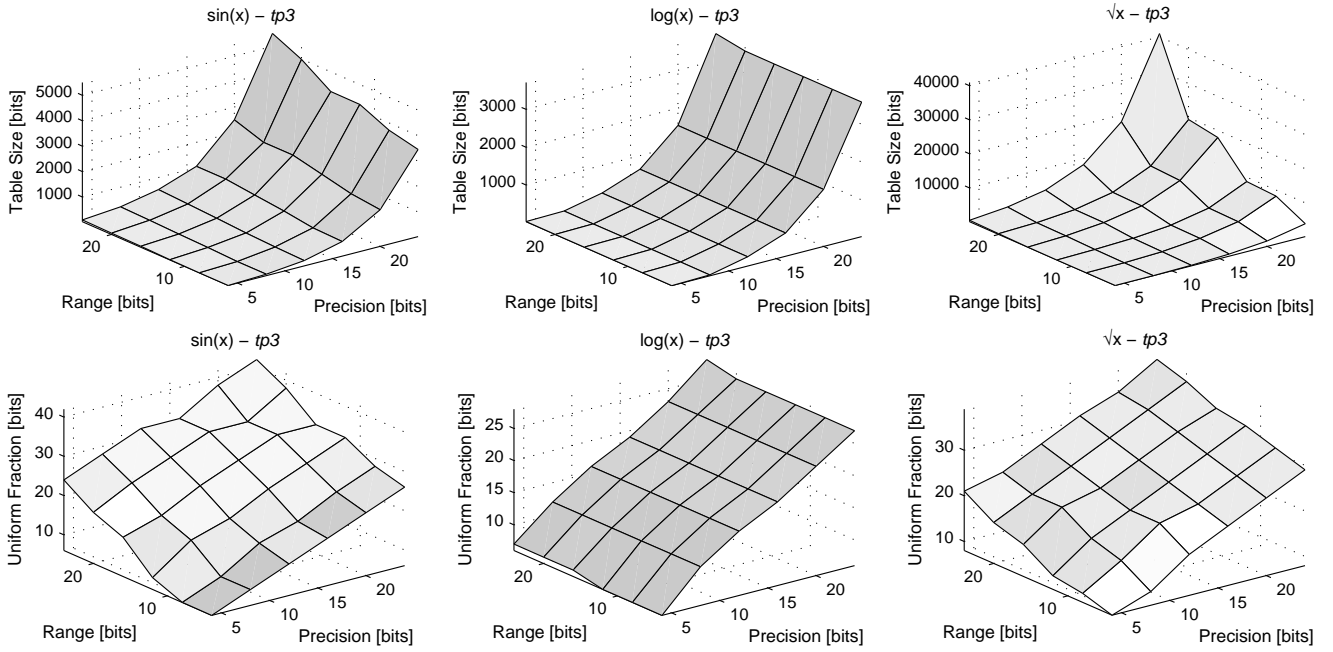 sin(x) − tp3
5000
4000
3000
2000
1000
Table Size [bits]
20
10
Range [bits]
5
10
15
20
Precision [bits]
log(x) − tp3
3000
2000
1000
Table Size [bits]
20
10
Range [bits]
5
10
15
20
Precision [bits]
√x − tp3
40000
30000
20000
10000
Table Size [bits]
20
10
Range [bits]
5
10
15
20
Precision [bits]
sin(x) − tp3
40
30
20
10
Uniform Fraction [bits]
20
10
Range [bits]
5
10
15
20
Precision [bits]
log(x) − tp3
25
20
15
10
Uniform Fraction [bits]
20
10
Range [bits]
5
10
15
20
Precision [bits]
√x − tp3
30
20
10
Uniform Fraction [bits]
20
10
Range [bits]
5
10
15
20
Precision [bits]